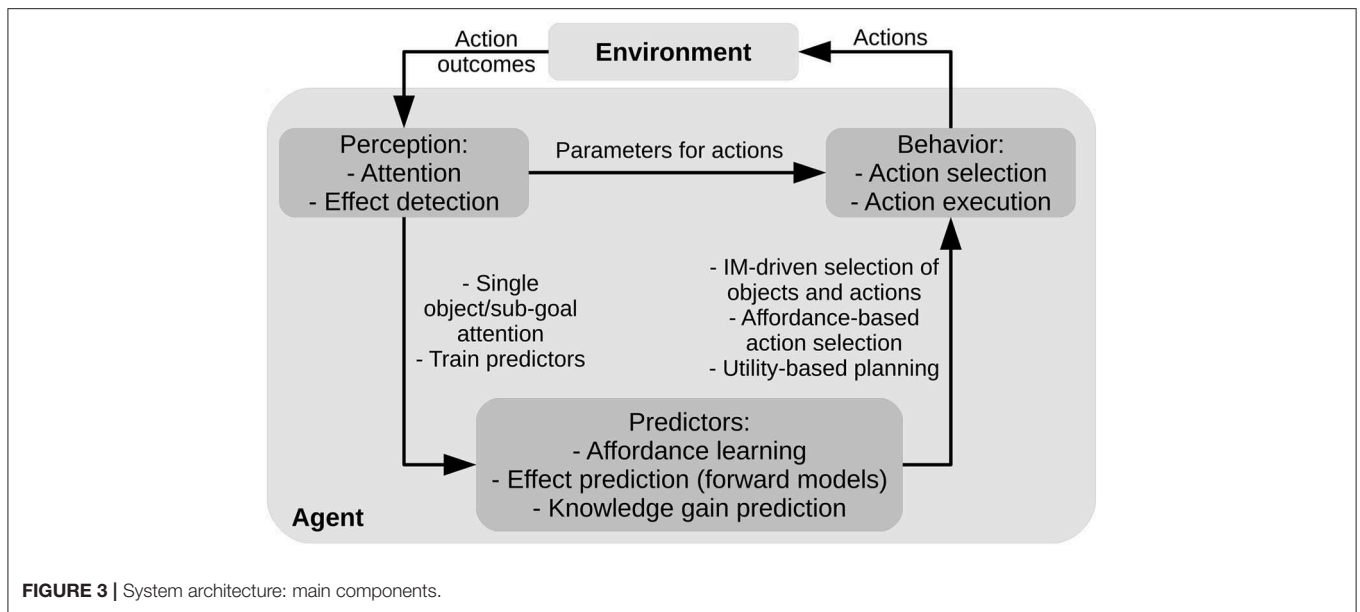 Action
outcomes
Environment
Actions
Perception:
- Attention
- Effect detection
Parameters for actions
Behavior:
- Action selection
- Action execution
- Single
object/sub-goal
attention
- Train predictors
- IM-driven selection of
objects and actions
- Affordance-based
action selection
- Utility-based planning
Predictors:
- Affordance learning
- Effect prediction (forward models)
- Knowledge gain prediction
Agent
FIGURE 3 | System architecture: main components.